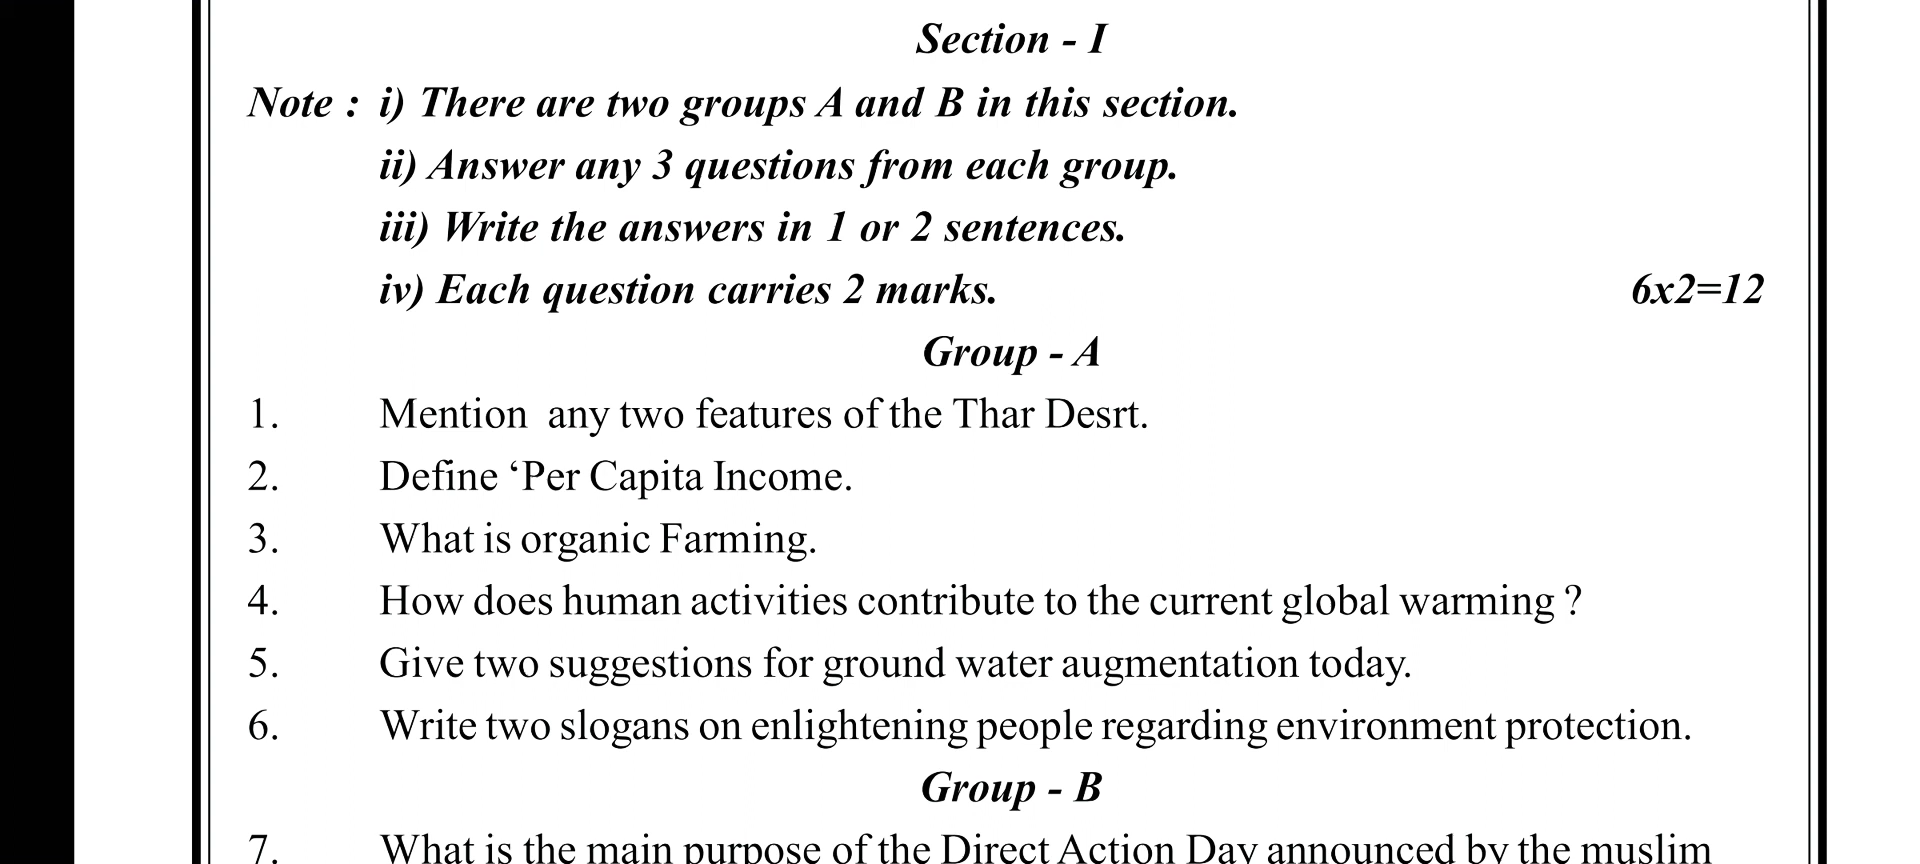 Section - I
Note : i) There are two groups A and B in this section.
ii) Answer any 3 questions from each group.
iii) Write the answers in 1 or 2 sentences.
iv) Each question carries 2 marks. 6x2=12
Group - A
1. Mention any two features of the Thar Desrt.
2. Define ‘Per Capita Income.
3. What is organic Farming.
4. How does human activities contribute to the current global warming ?
5. Give two suggestions for ground water augmentation today.
6. Write two slogans on enlightening people regarding environment protection.
Group - B
7. What is the main purpose of the Direct Action Day announced by the muslim